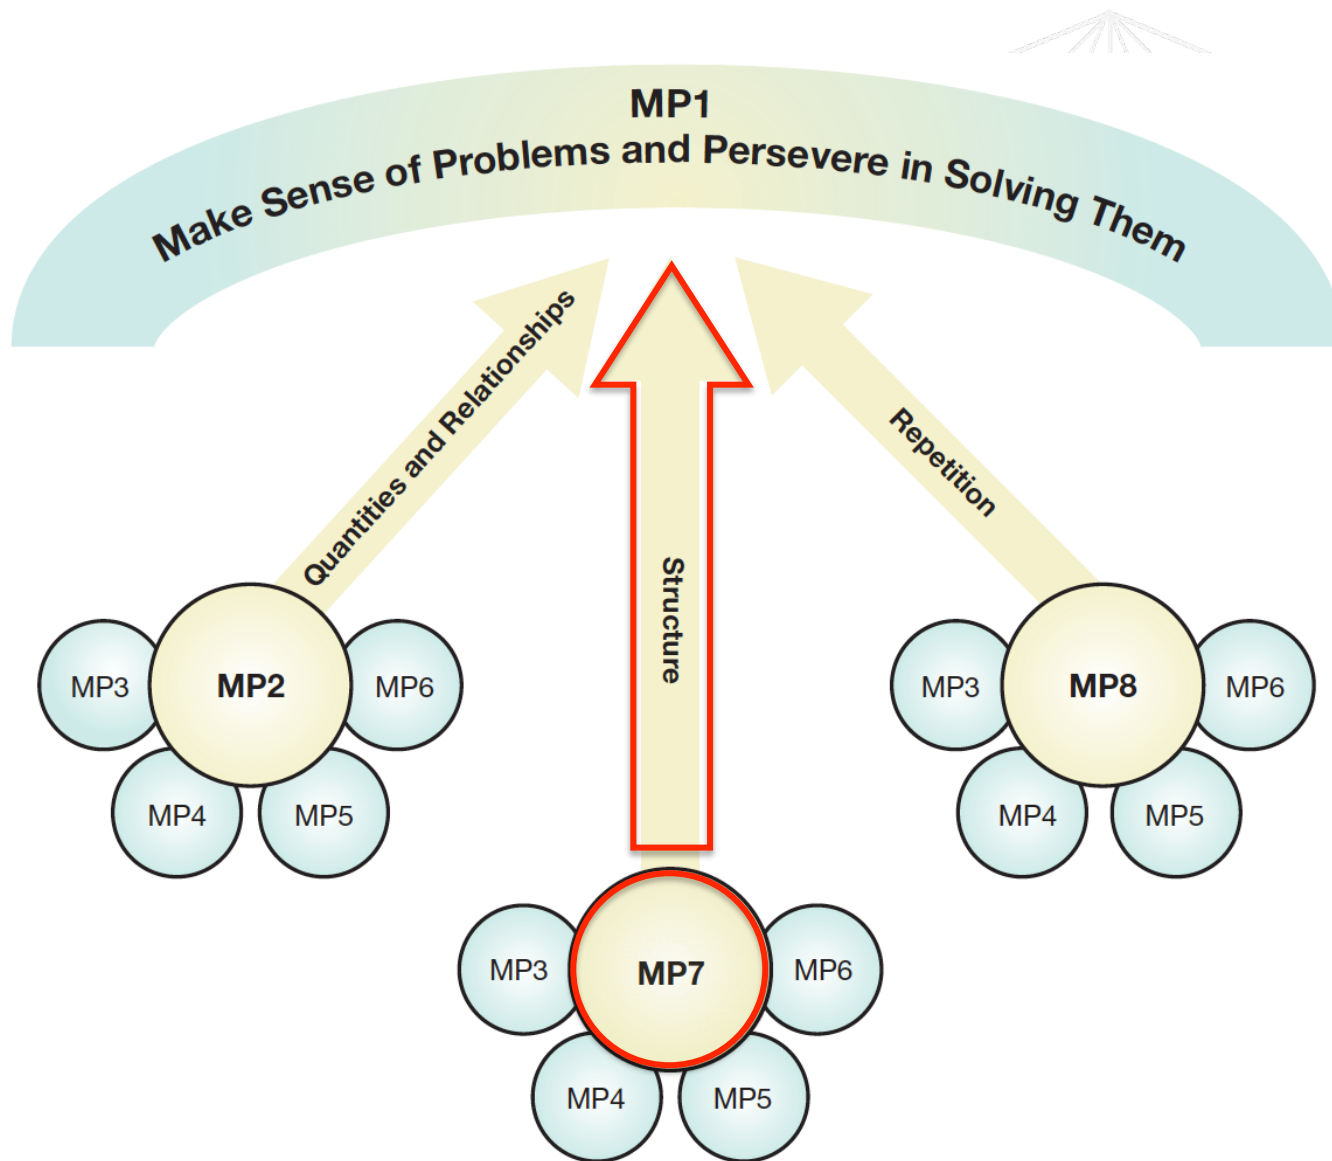 MP1
Make Sense of Problems and Persevere in Solving Them
Quantities and Relationships
Structure
Repetition
MP3
MP2
MP6
MP4
MP5
MP3
MP8
MP6
MP4
MP5
MP3
MP7
MP6
MP4
MP5